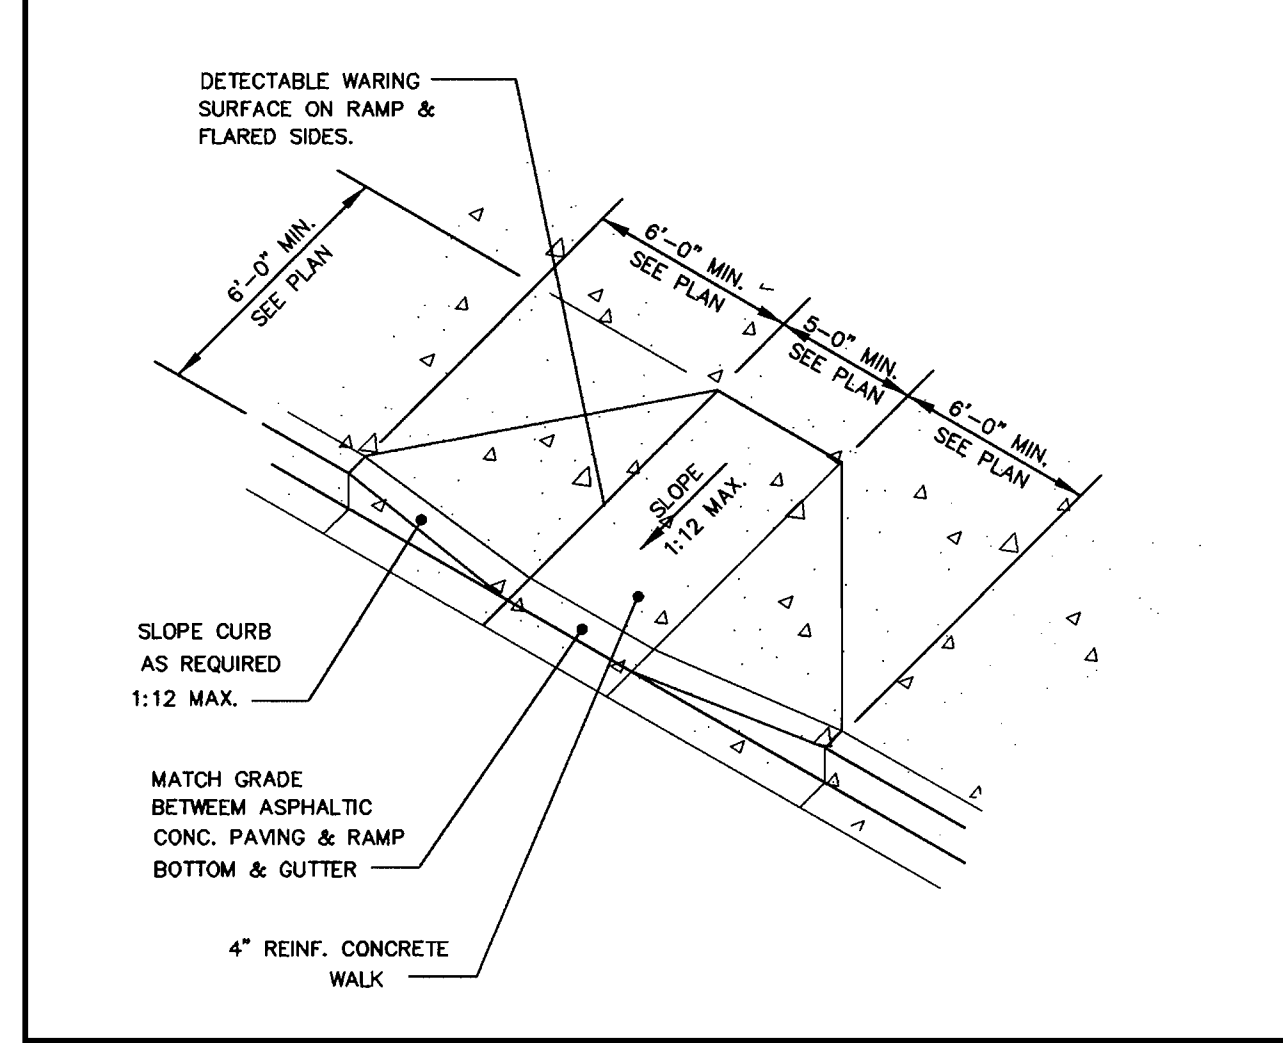 DETECTABLE WARING
SURFACE ON RAMP &
FLARED SIDES.
6'-0" MIN.
SEE PLAN
6'-0" MIN.
SEE PLAN
5-0" MIN.
SEE PLAN
6'-0" MIN.
SEE PLAN
SLOPE
1:12 MAX.
SLOPE CURB
AS REQUIRED
1:12 MAX.
MATCH GRADE
BETWEEM ASPHALTIC
CONC. PAVING & RAMP
BOTTOM & GUTTER
4" REINF. CONCRETE
WALK